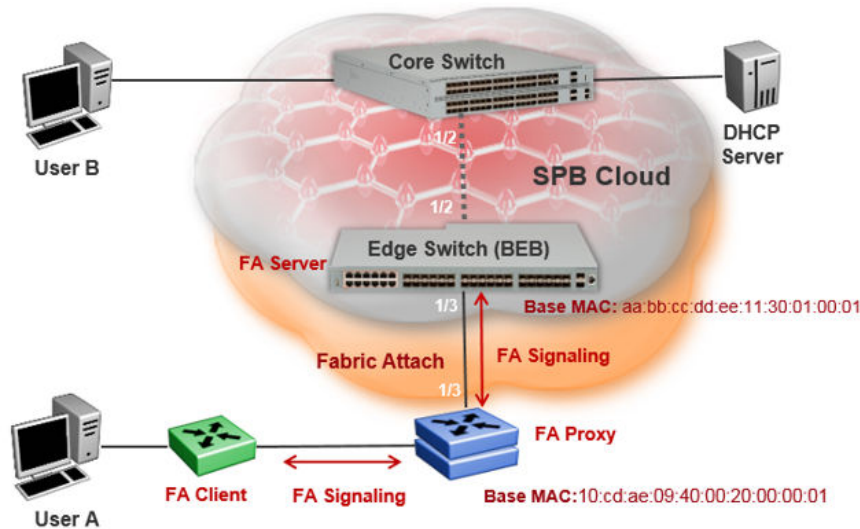 Core Switch
User B
DHCP
Server
1/2
SPB Cloud
1/2
Edge Switch (BEB)
FA Server
1/3
Base MAC: aa:bb:cc:dd:ee:11:30:01:00:01
Fabric Attach
FA Signaling
1/3
FA Proxy
FA Client
FA Signaling
Base MAC:10:cd:ae:09:40:00:20:00:00:01
User A